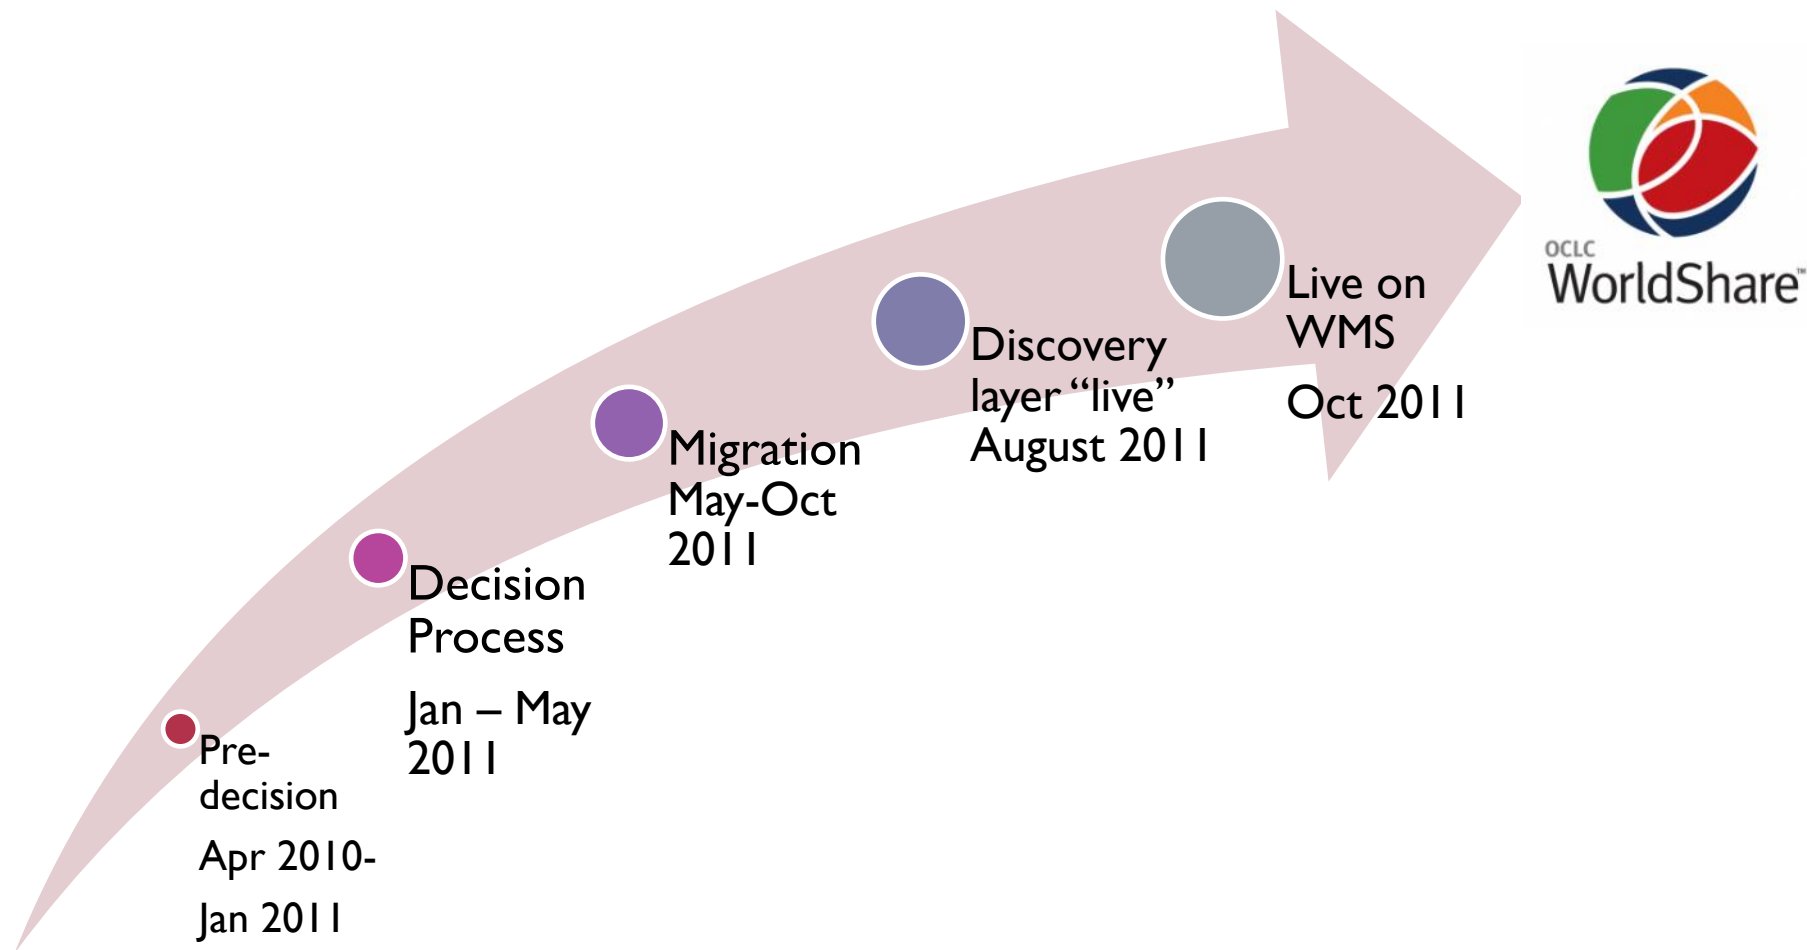 Pre-
decision
Apr 2010-
Jan 2011
Decision
Process
Jan – May
2011
Migration
May-Oct
2011
Discovery
layer “live”
August 2011
Live on
WMS
Oct 2011
OCLC
WorldShare™